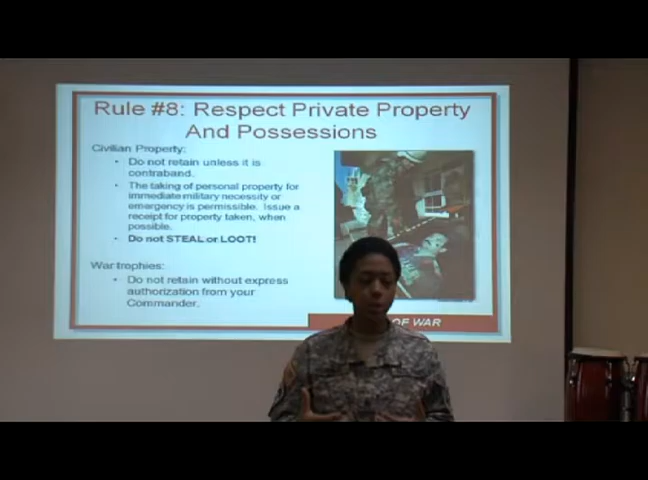 Rule #8: Respect Private Property
And Possessions
Civilian Property:
• Do not retain unless it is
contraband.
• The taking of personal property for
immediate military necessity or
emergency is permissible. Issue a
receipt for property taken, when
possible.
• Do not STEAL or LOOT!
War trophies:
• Do not retain without express
authorization from your
Commander.
OF WAR